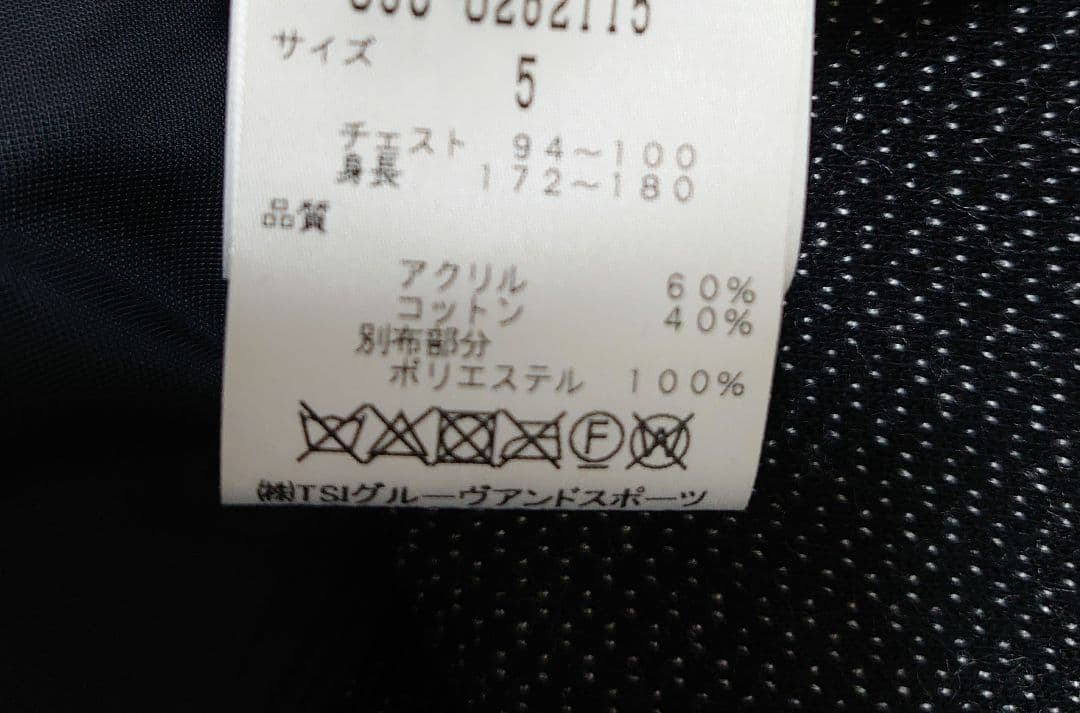 0262115
サイズ
5
チェスト 94～100
身長 172～180
品質
アクリル 60%
コットン 40%
別布部分
ポリエステル 100%
F W
㈱TSIグルーヴアンドスポーツ